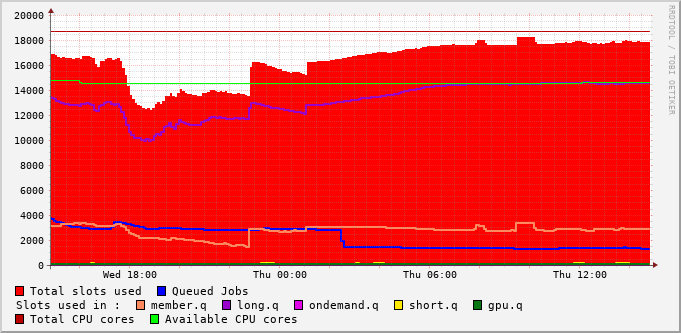 20000
18000
16000
14000
12000
10000
8000
6000
4000
2000
0
Wed 18:00 Thu 00:00 Thu 06:00 Thu 12:00
Total slots used Queued Jobs
Slots used in : member.q long.q ondemand.q short.q gpu.q
Total CPU cores Available CPU cores
RRDTOOL / TOBI OETIKER